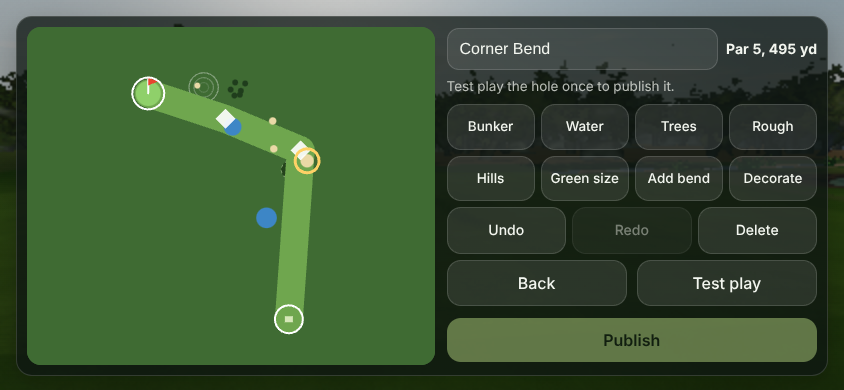 Corner Bend
Par 5, 495 yd
Test play the hole once to publish it.
Bunker
Water
Trees
Rough
Hills
Green size
Add bend
Decorate
Undo
Redo
Delete
Back
Test play
Publish